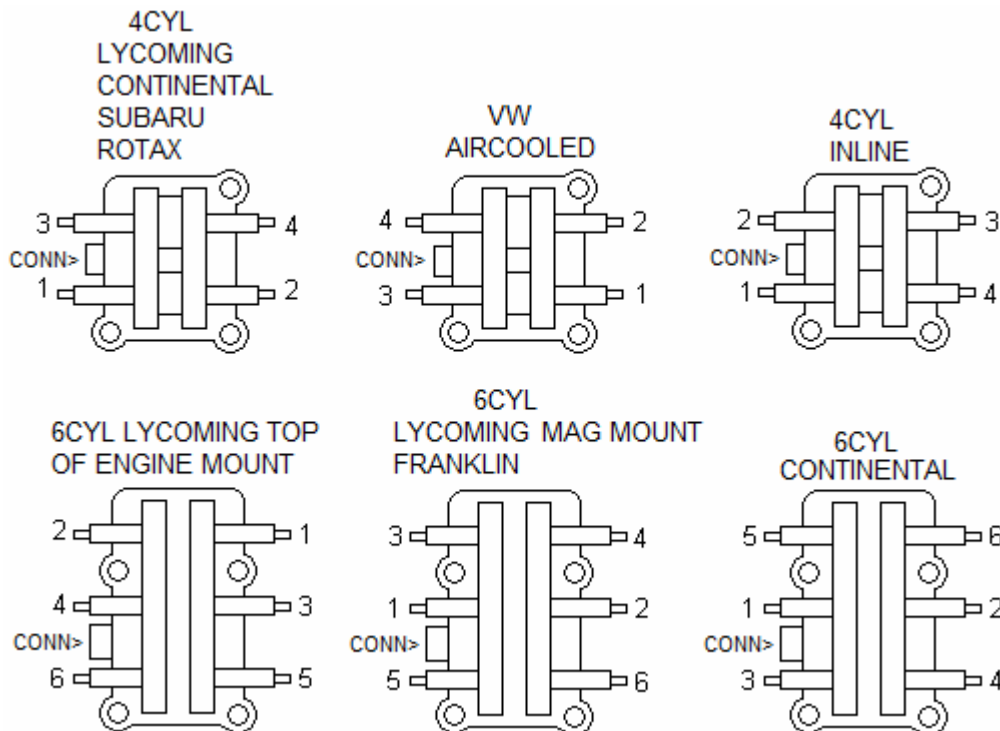 4CYL
LYCOMING
CONTINENTAL
SUBARU
ROTAX
3 4
CONN>
1 2
VW
AIRCOOLED
4 2
CONN>
3 1
4CYL
INLINE
2 3
CONN>
1 4
6CYL LYCOMING TOP
OF ENGINE MOUNT
2 1
4 3
CONN>
6 5
6CYL
LYCOMING MAG MOUNT
FRANKLIN
3 4
1 2
CONN>
5 6
6CYL
CONTINENTAL
5 6
1 2
CONN>
3 4